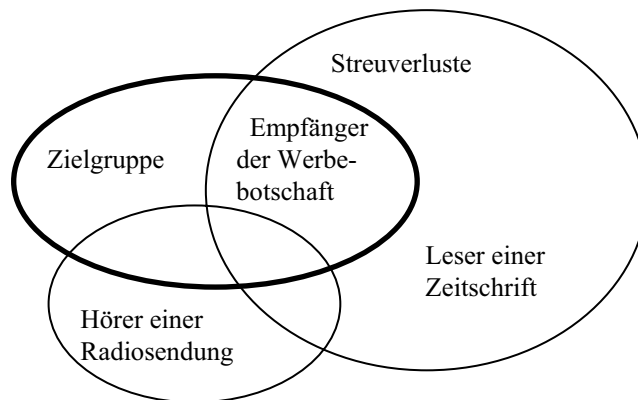 Streuverluste
Empfänger
der Werbe-
botschaft
Zielgruppe
Leser einer
Zeitschrift
Hörer einer
Radiosendung